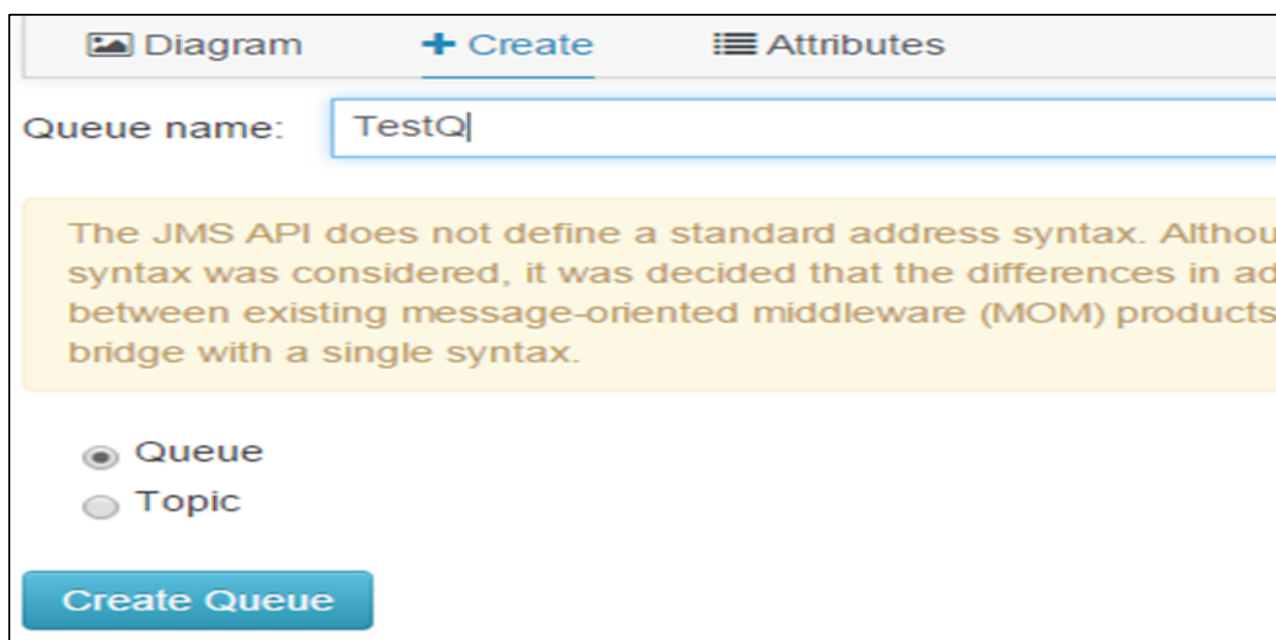 Diagram Create Attributes
Queue name: TestQ
The JMS API does not define a standard address syntax. Althou
syntax was considered, it was decided that the differences in ad
between existing message-oriented middleware (MOM) products
bridge with a single syntax.
Queue
Topic
Create Queue